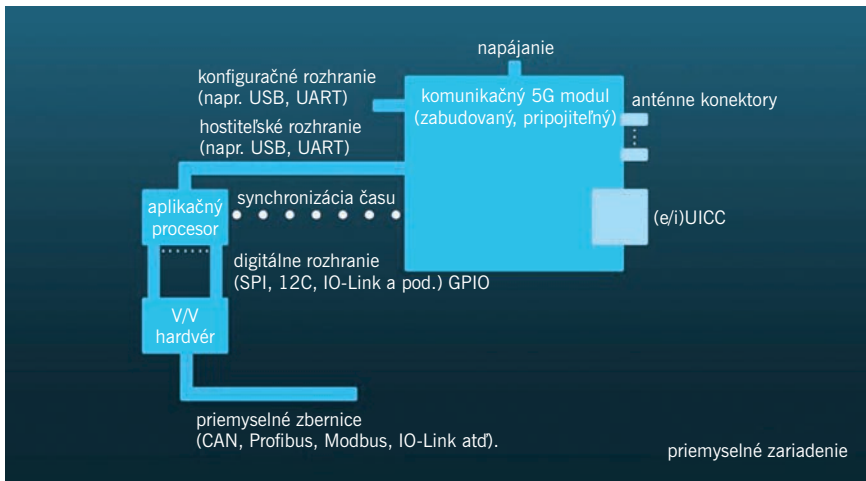 napájanie
konfiguračné rozhranie
(napr. USB, UART)
komunikačný 5G modul
(zabudovaný, pripojiteľný)
anténne konektory
hostiteľské rozhranie
(napr. USB, UART)
aplikačný
procesor
synchronizácia času
(e/i)UICC
digitálne rozhranie
(SPI, 12C, IO-Link a pod.) GPIO
V/V
hardvér
priemyselné zbernice
(CAN, Profibus, Modbus, IO-Link atď).
priemyselné zariadenie